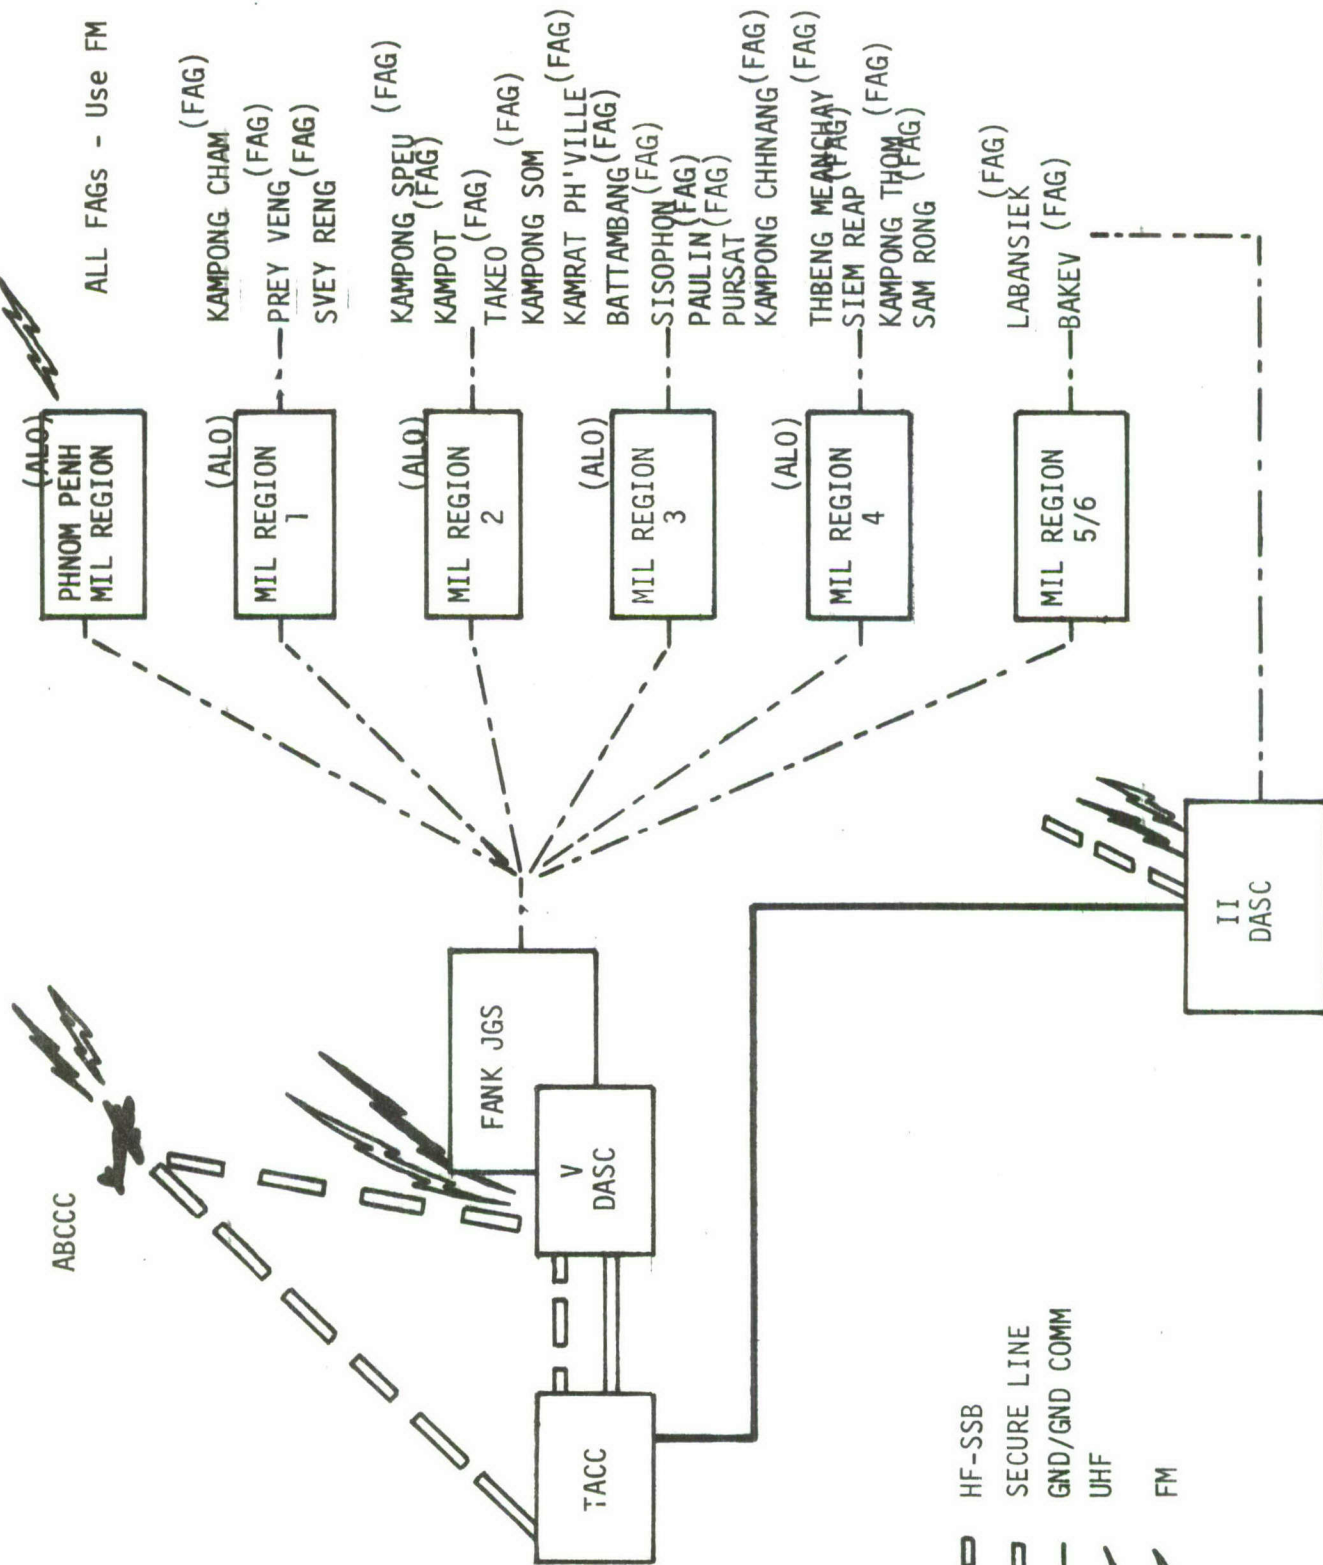 ALL FAGs - Use FM
(ALO)
PHNOM PENH
MIL REGION
(ALO)
MIL REGION
1
KAMPONG CHAM (FAG)
PREY VENG (FAG)
SVEY RENG (FAG)
(ALO)
MIL REGION
2
KAMPONG SPEU (FAG)
KAMPOT (FAG)
TAKEO (FAG)
KAMPONG SOM (FAG)
KAMRAT PH'VILLE (FAG)
(ALO)
MIL REGION
3
BATTAMBANG (FAG)
SISOPHON (FAG)
PAULIN (FAG)
PURSAT (FAG)
KAMPONG CHHNANG (FAG)
(ALO)
MIL REGION
4
THBENG MEANCHAY (FAG)
SIEM REAP (FAG)
KAMPONG THOM (FAG)
SAM RONG (FAG)
MIL REGION
5/6
LABANSIEK (FAG)
BAKEV (FAG)
ABCCC
FANK JGS
V
DASC
TACC
II
DASC
HF-SSB
SECURE LINE
GND/GND COMM
UHF
FM